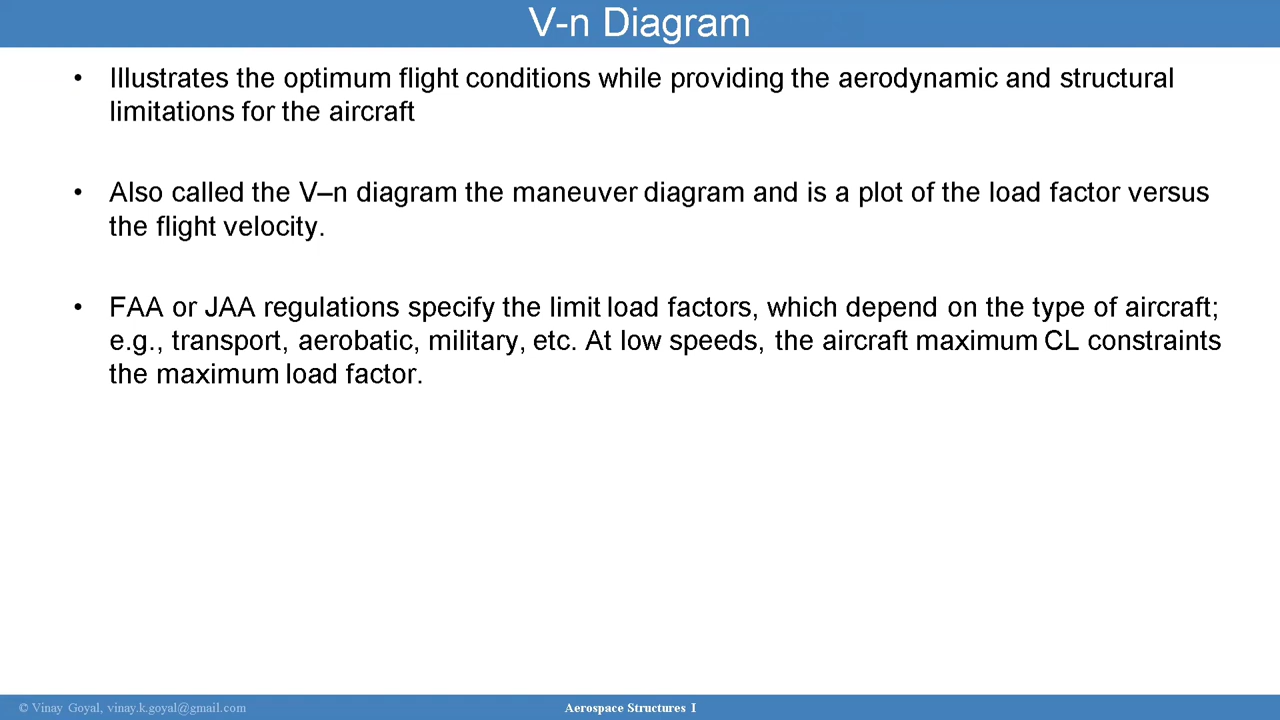 V-n Diagram
• Illustrates the optimum flight conditions while providing the aerodynamic and structural
limitations for the aircraft
• Also called the V–n diagram the maneuver diagram and is a plot of the load factor versus
the flight velocity.
• FAA or JAA regulations specify the limit load factors, which depend on the type of aircraft;
e.g., transport, aerobatic, military, etc. At low speeds, the aircraft maximum CL constraints
the maximum load factor.
© Vinay Goyal, vinay.k.goyal@gmail.com
Aerospace Structures I